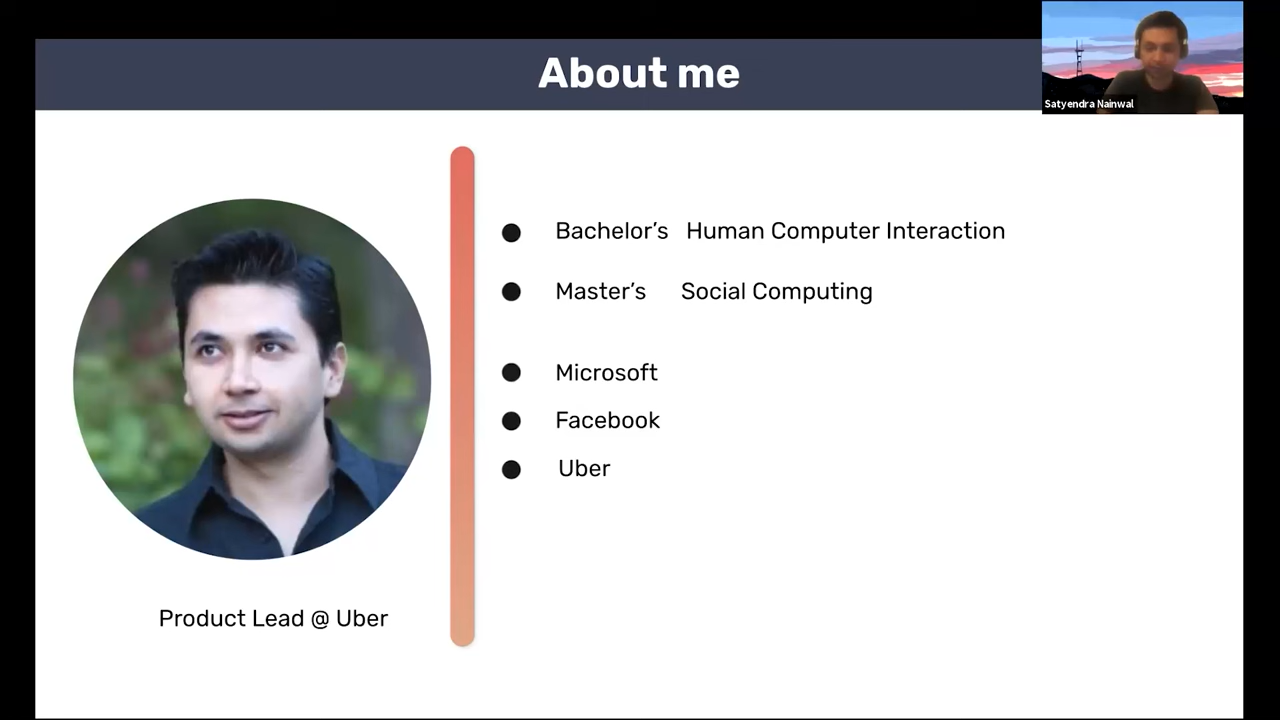 About me
Satyendra Nainwal
Bachelor's Human Computer Interaction
Master's Social Computing
Microsoft
Facebook
Uber
Product Lead @ Uber